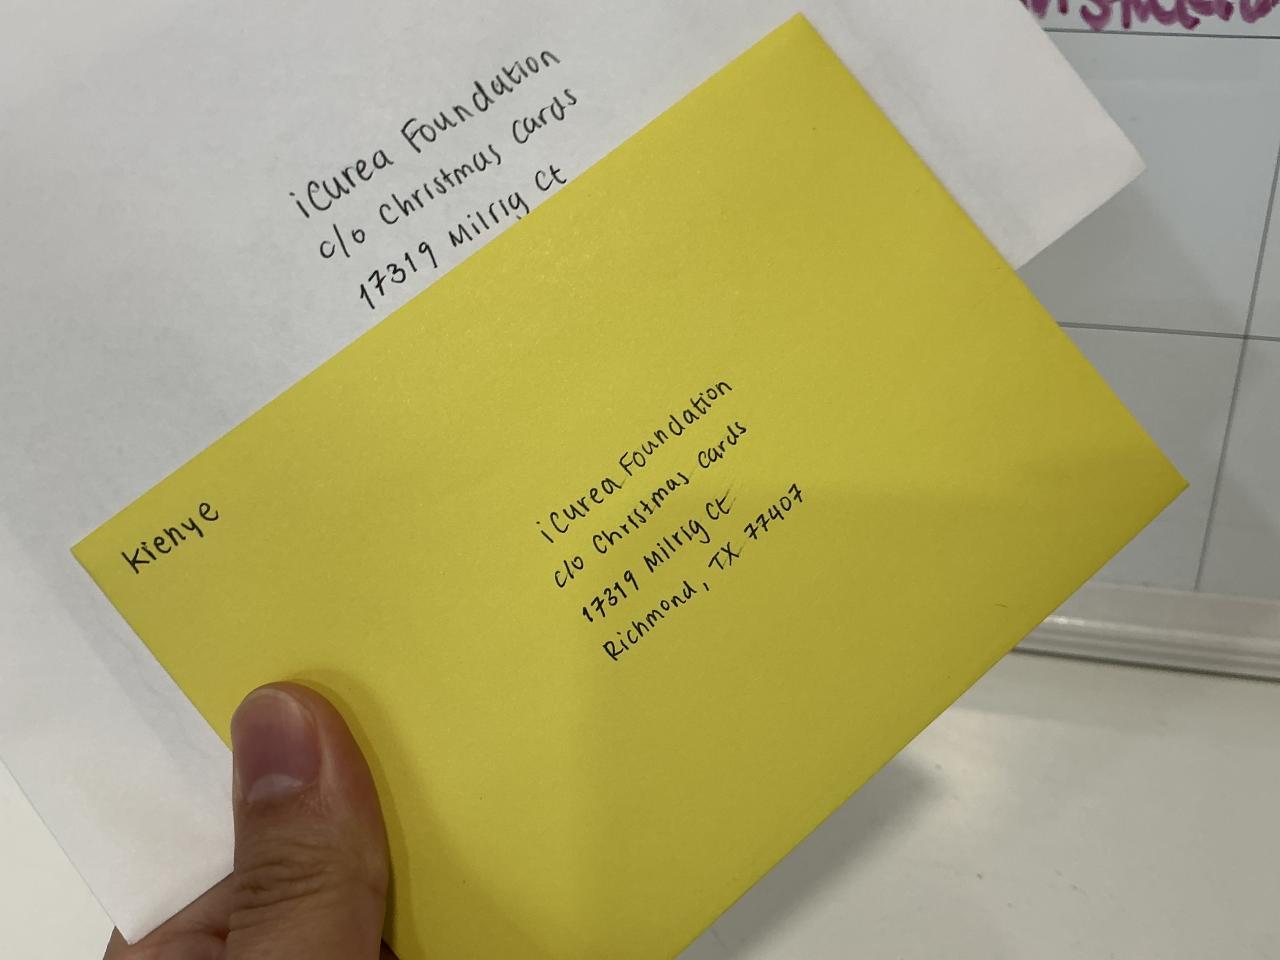 iCurea Foundation
c/o Christmas Cards
17319 Milrig Ct
kienye
iCurea Foundation
c/o Christmas Cards
17319 Milrig Ct
Richmond, TX 77407